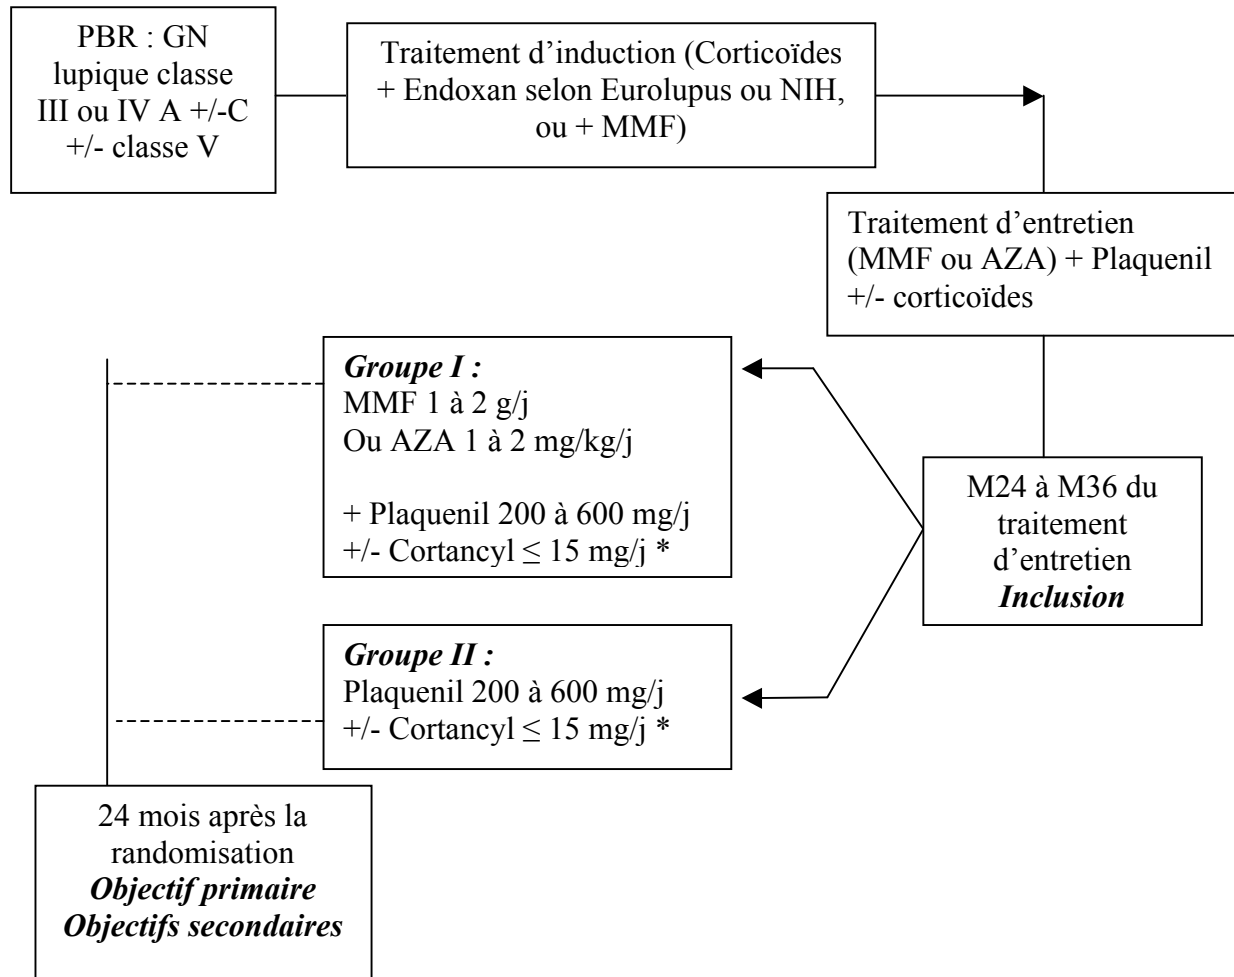 PBR : GN
lupique classe
III ou IV A +/-C
+/- classe V
Traitement d’induction (Corticoïdes
+ Endoxan selon Eurolupus ou NIH,
ou + MMF)
Traitement d’entretien
(MMF ou AZA) + Plaquenil
+/- corticoïdes
M24 à M36 du
traitement
d’entretien
Inclusion
Groupe I :
MMF 1 à 2 g/j
Ou AZA 1 à 2 mg/kg/j
+ Plaquenil 200 à 600 mg/j
+/- Cortancyl ≤ 15 mg/j *
Groupe II :
Plaquenil 200 à 600 mg/j
+/- Cortancyl ≤ 15 mg/j *
24 mois après la
randomisation
Objectif primaire
Objectifs secondaires